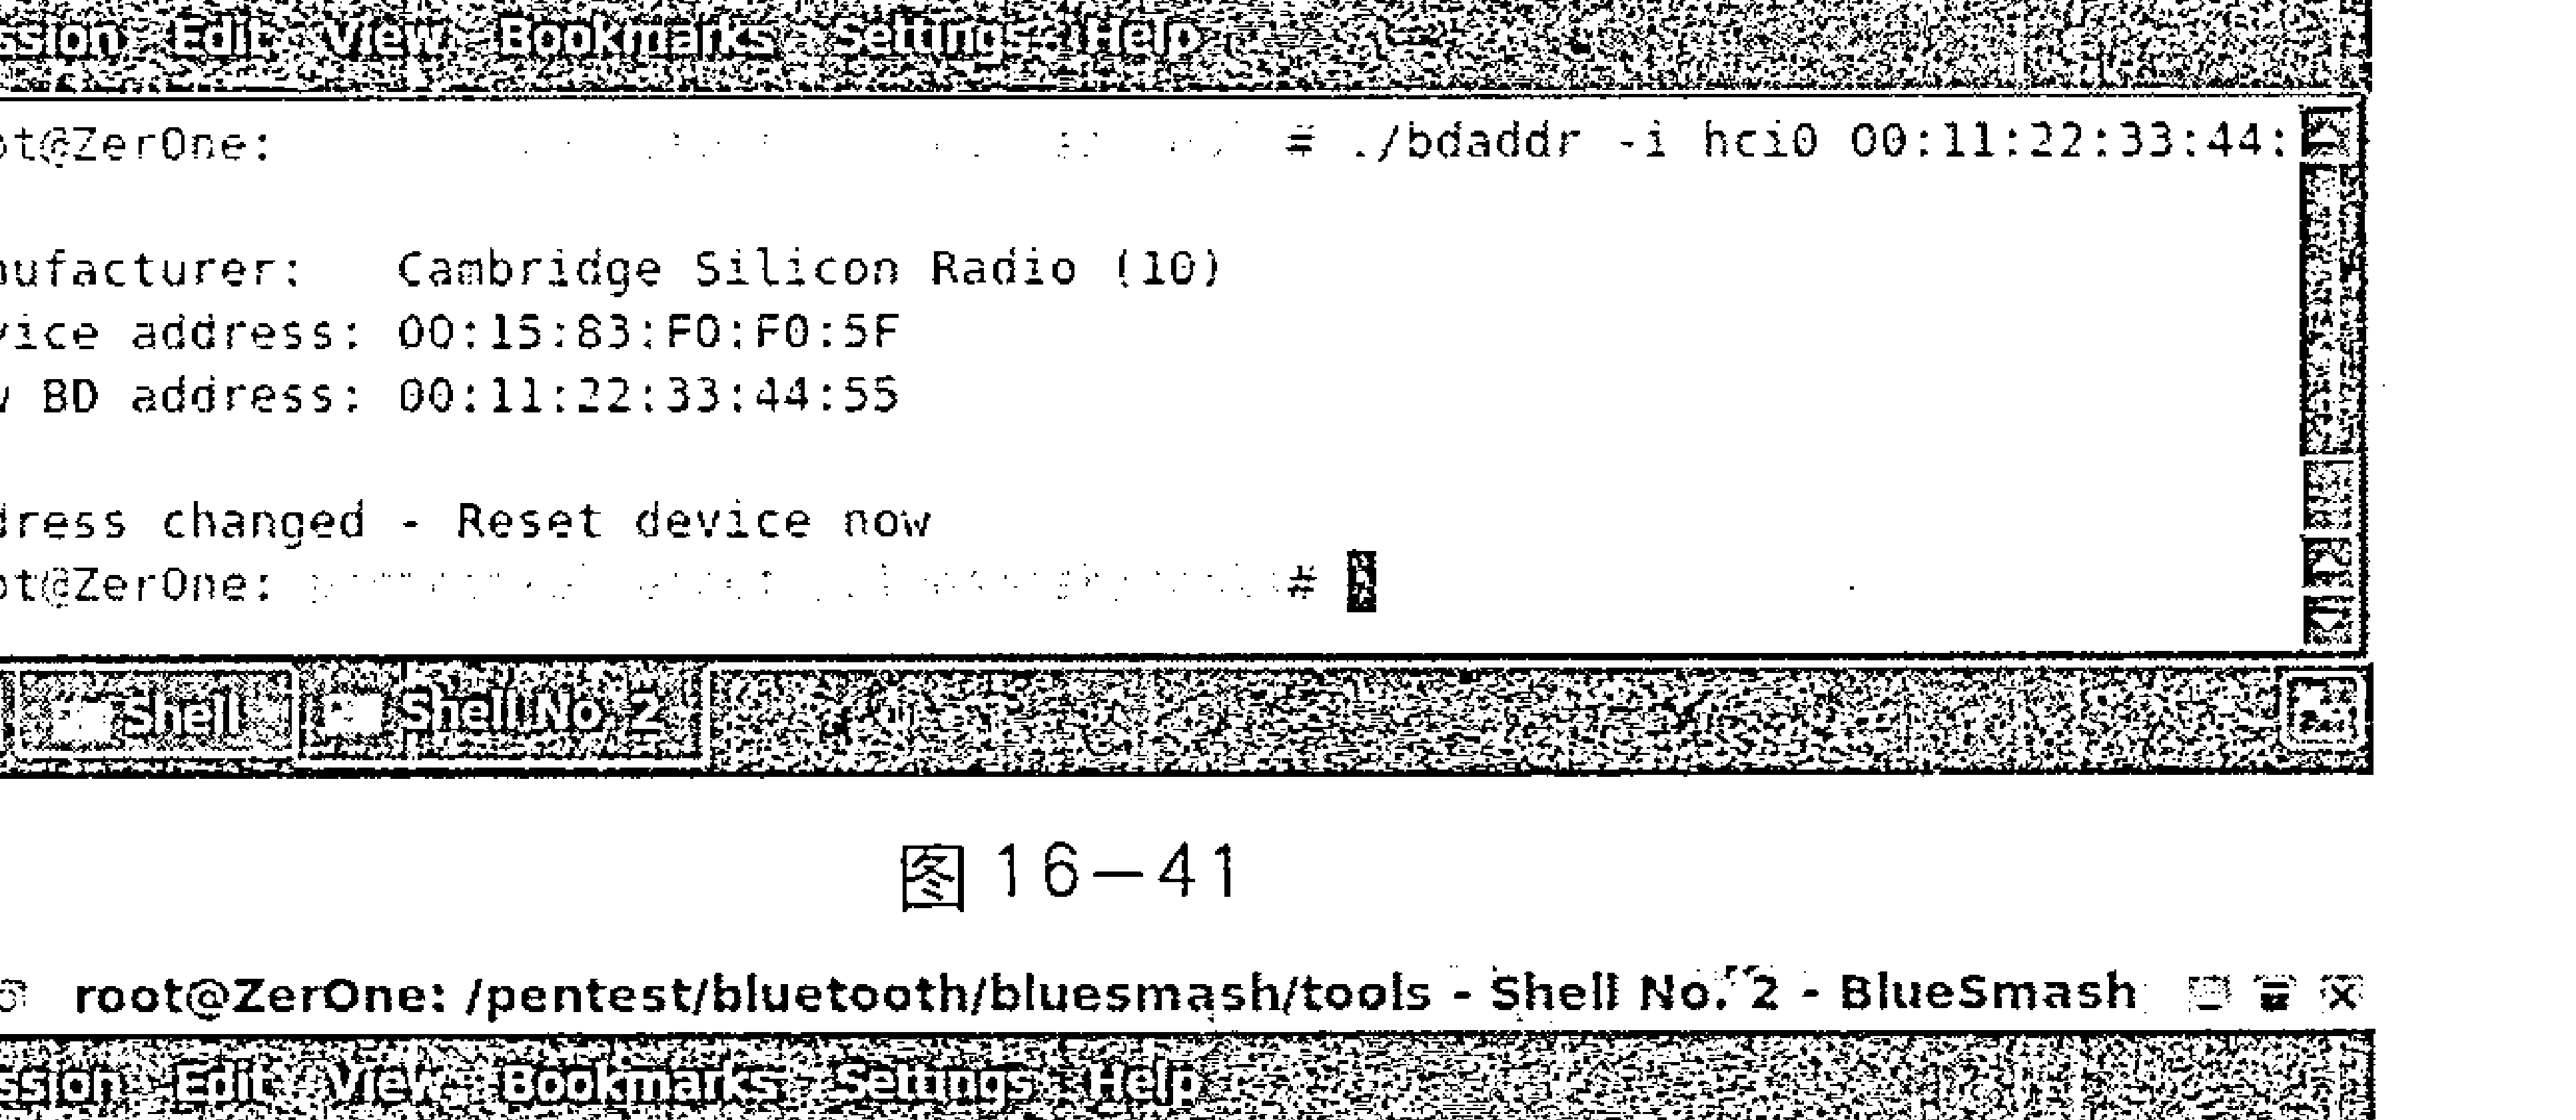 ssion Edit View Bookmarks Settings Help
ot@ZerOne: # ./bdaddr -i hci0 00:11:22:33:44:
nufacturer: Cambridge Silicon Radio (10)
vice address: 00:15:83:F0:F0:5F
w BD address: 00:11:22:33:44:55
dress changed - Reset device now
ot@ZerOne: #
Shell Shell No. 2
图 16-41
root@ZerOne: /pentest/bluetooth/bluesmash/tools - Shell No. 2 - BlueSmash
ssion Edit View Bookmarks Settings Help